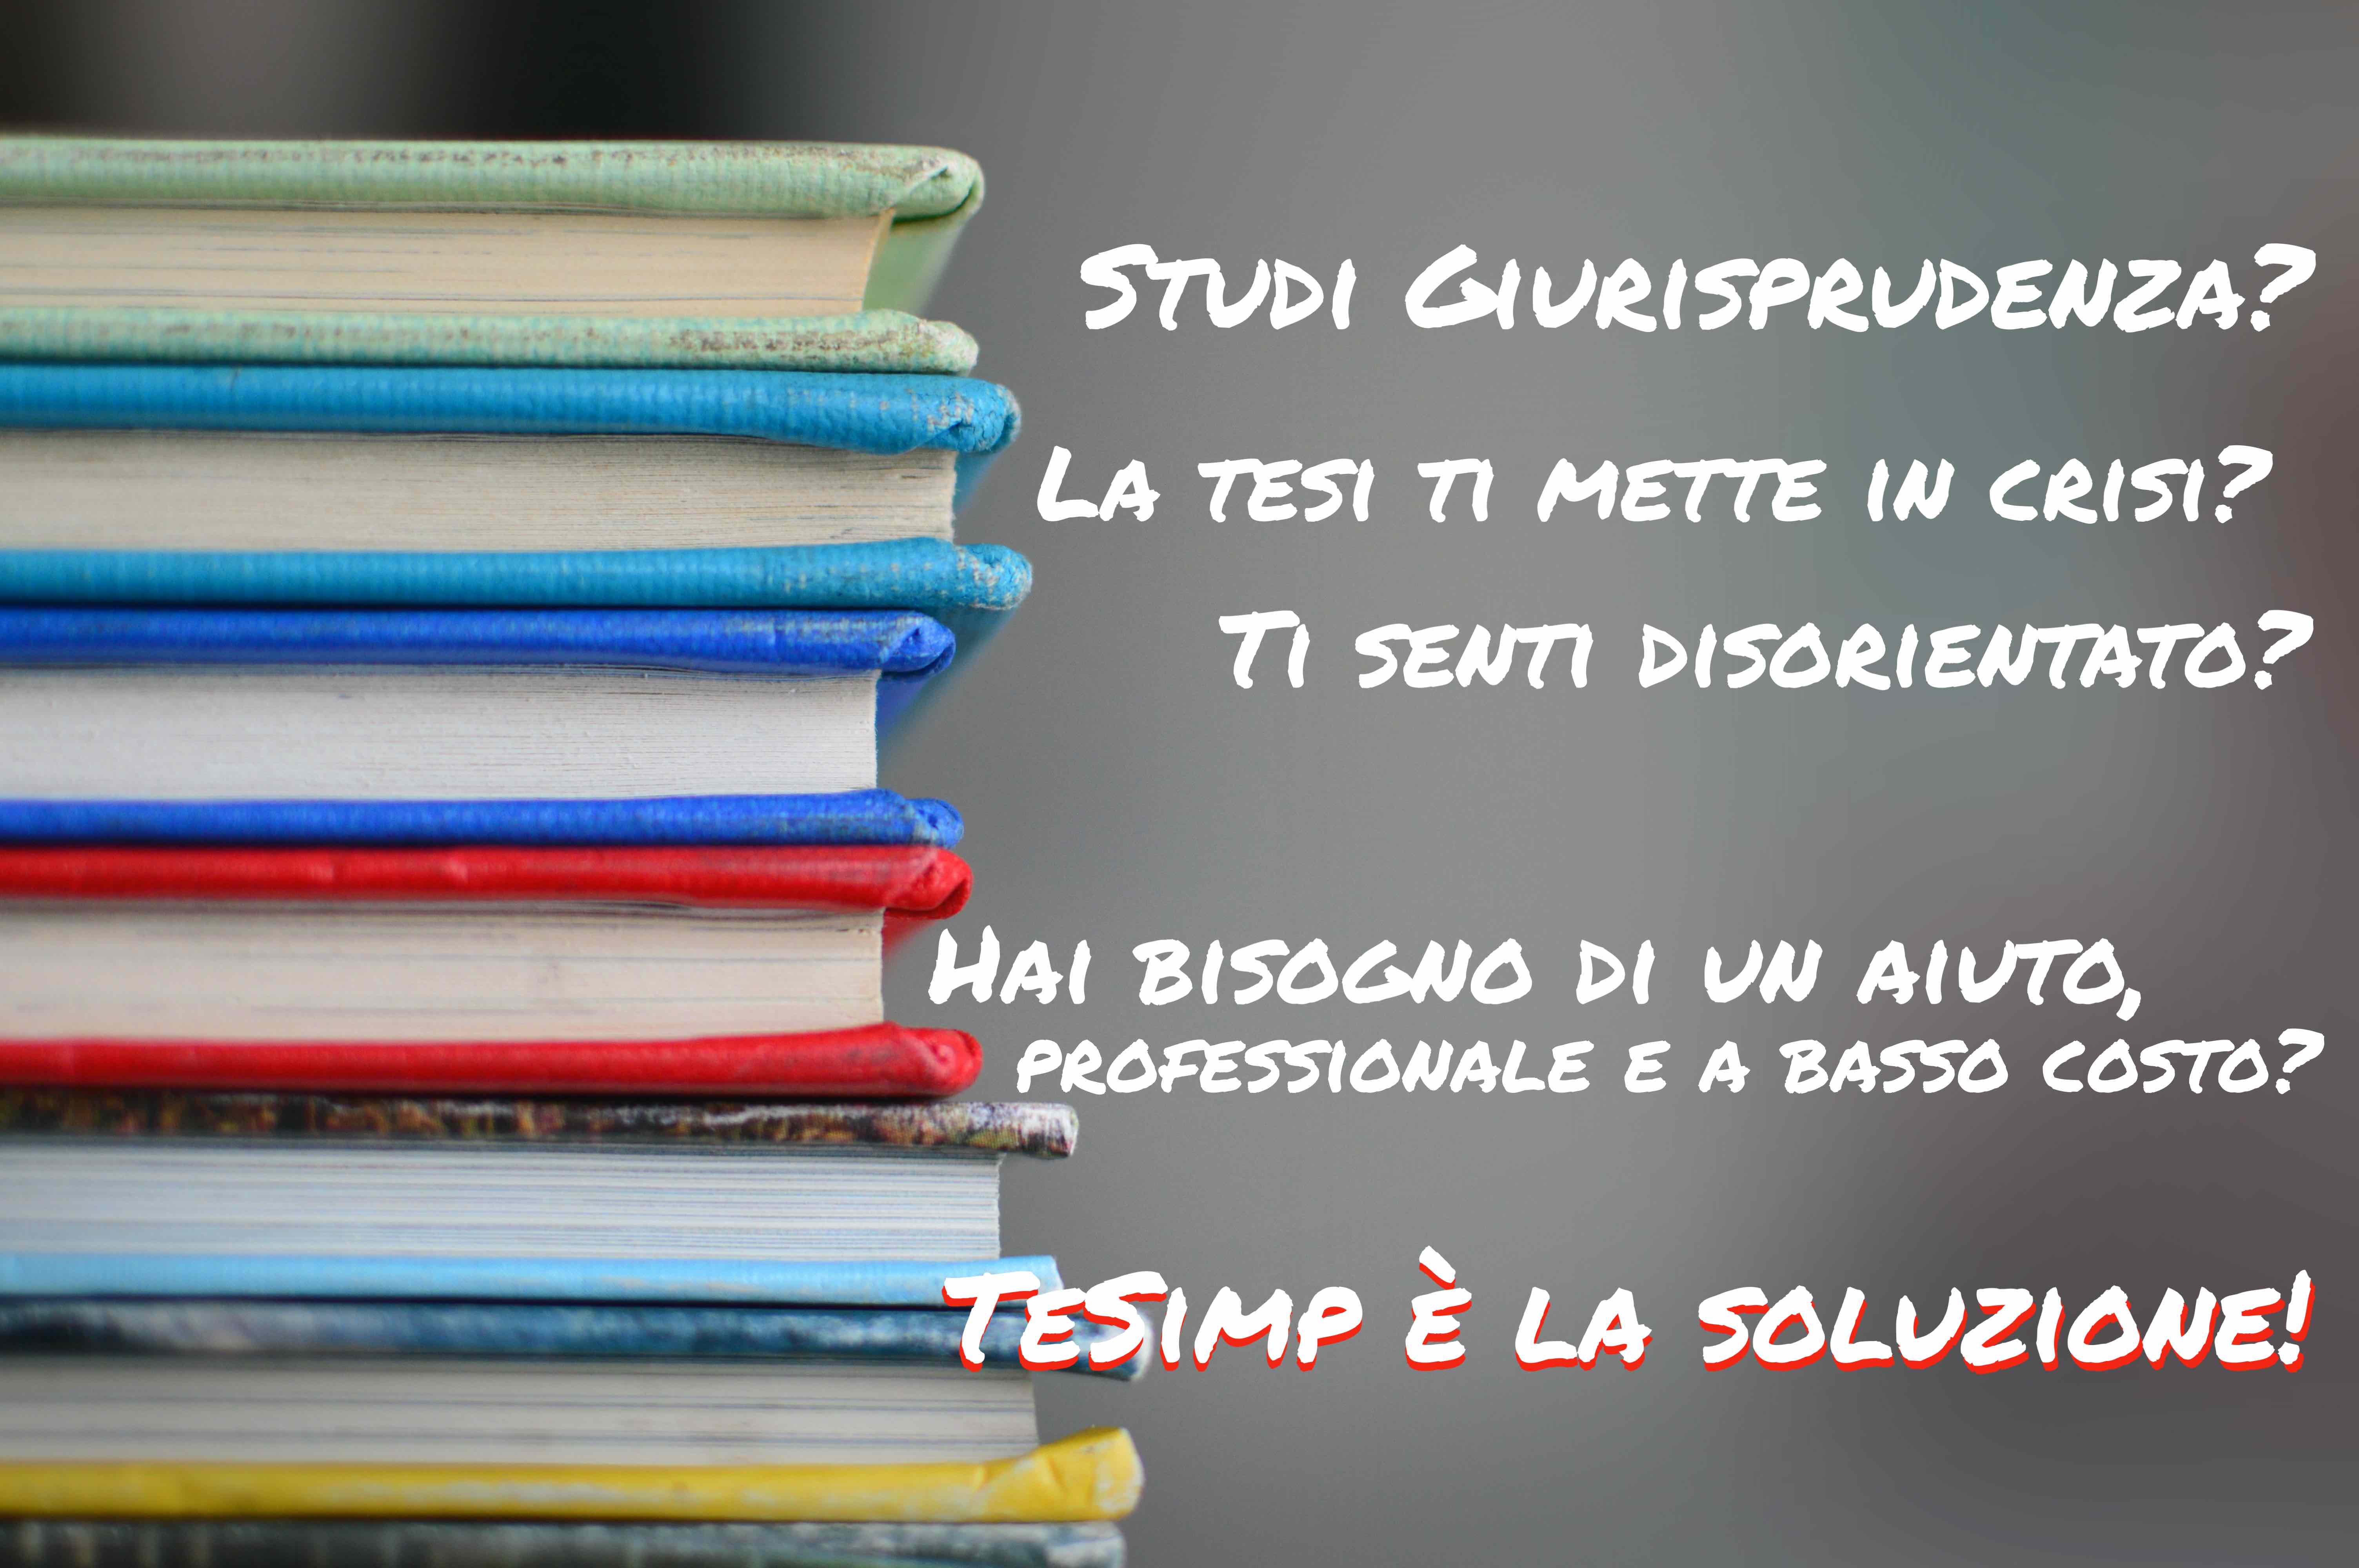 Studi Giurisprudenza?
La tesi ti mette in crisi?
Ti senti disorientato?
Hai bisogno di un aiuto,
professionale e a basso costo?
TeSimp è la soluzione!